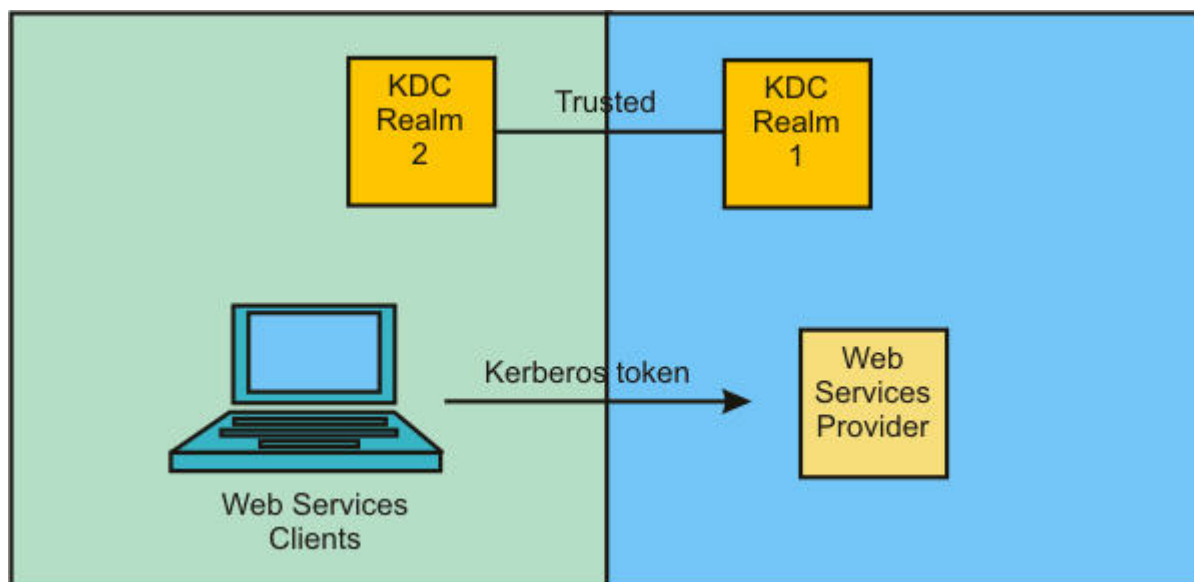 KDC
Realm
2
Trusted
KDC
Realm
1
Kerberos token
Web
Services
Provider
Web Services
Clients